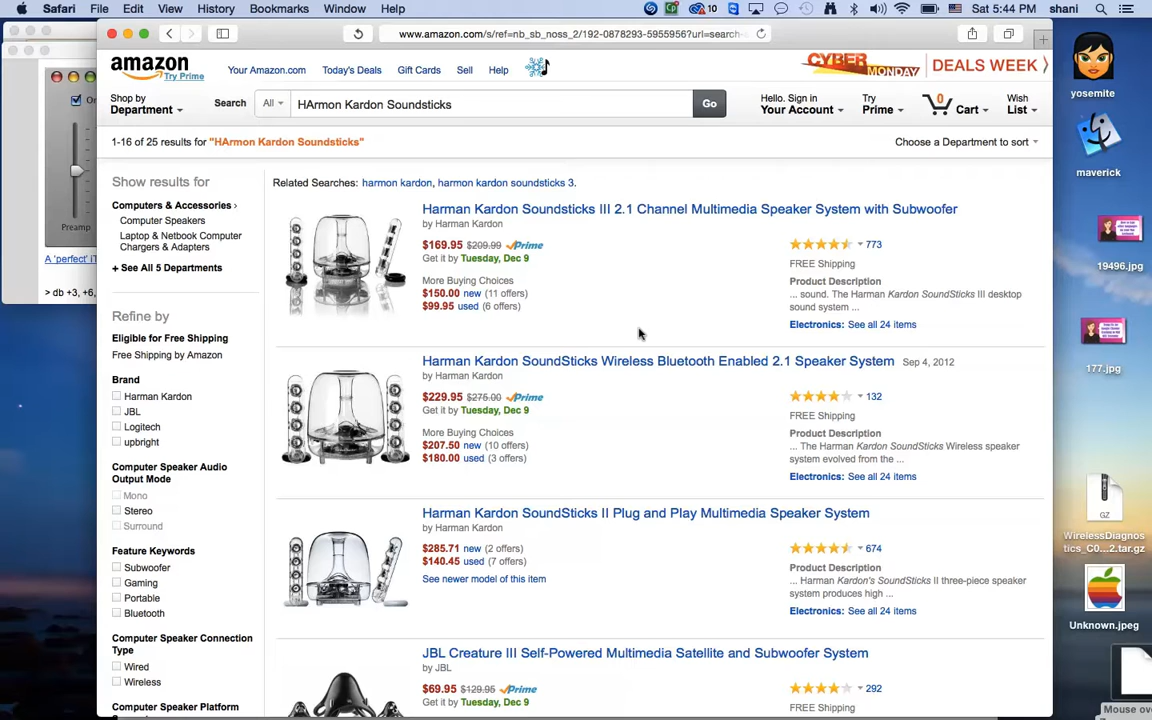 Safari File Edit View History Bookmarks Window Help
10
Sat 5:44 PM shani
www.amazon.com/s/ref=nb_sb_noss_2/192-0878293-5955956?url=search-
amazon
Try Prime
Your Amazon.com Today's Deals Gift Cards Sell Help
CYBER MONDAY DEALS WEEK
Shop by
Department
Search All HArmon Kardon Soundsticks Go
Hello. Sign in
Your Account
Try
Prime
0
Cart
Wish
List
1-16 of 25 results for "HArmon Kardon Soundsticks"
Choose a Department to sort
Show results for
Computers & Accessories
Computer Speakers
Laptop & Netbook Computer
Chargers & Adapters
+ See All 5 Departments
Refine by
Eligible for Free Shipping
Free Shipping by Amazon
Brand
Harman Kardon
JBL
Logitech
upbright
Computer Speaker Audio
Output Mode
Mono
Stereo
Surround
Feature Keywords
Subwoofer
Gaming
Portable
Bluetooth
Computer Speaker Connection
Type
Wired
Wireless
Computer Speaker Platform
Related Searches: harmon kardon, harmon kardon soundsticks 3.
Harman Kardon Soundsticks III 2.1 Channel Multimedia Speaker System with Subwoofer
by Harman Kardon
$169.95 $209.99 Prime
Get it by Tuesday, Dec 9
More Buying Choices
$150.00 new (11 offers)
$99.95 used (6 offers)
773
FREE Shipping
Product Description
... sound. The Harman Kardon SoundSticks III desktop
sound system ...
Electronics: See all 24 items
Harman Kardon SoundSticks Wireless Bluetooth Enabled 2.1 Speaker System Sep 4, 2012
by Harman Kardon
$229.95 $275.00 Prime
Get it by Tuesday, Dec 9
More Buying Choices
$207.50 new (10 offers)
$180.00 used (3 offers)
132
FREE Shipping
Product Description
... The Harman Kardon SoundSticks Wireless speaker
system evolved from the ...
Electronics: See all 24 items
Harman Kardon SoundSticks II Plug and Play Multimedia Speaker System
by Harman Kardon
$285.71 new (2 offers)
$140.45 used (7 offers)
See newer model of this item
674
Product Description
... Harman Kardon's SoundSticks II three-piece speaker
system produces high ...
Electronics: See all 24 items
JBL Creature III Self-Powered Multimedia Satellite and Subwoofer System
by JBL
$69.95 $129.95 Prime
Get it by Tuesday, Dec 9
292
FREE Shipping
Product Description
On
Preamp
A 'perfect' iT
> db +3, +6,
yosemite
maverick
19496.jpg
177.jpg
GZ
WirelessDiagnos
tics_C0...2.tar.gz
Unknown.jpeg
Mouse ov